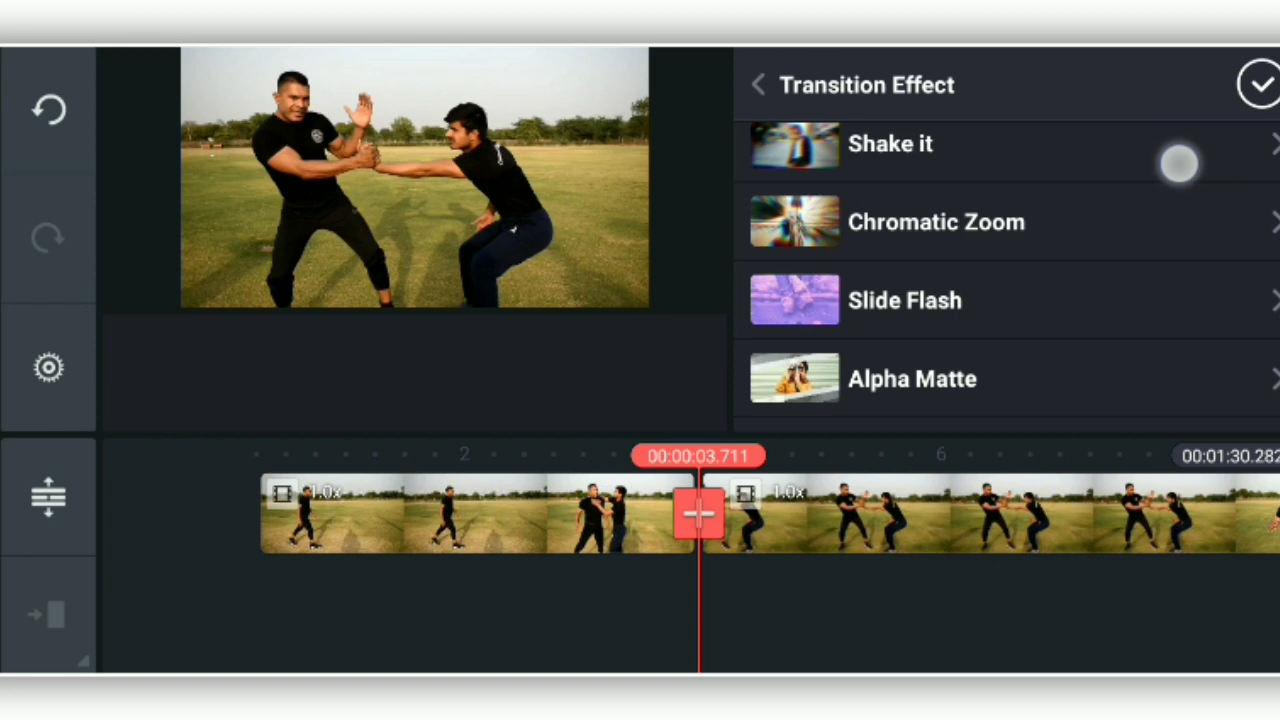 Transition Effect
Shake it
Chromatic Zoom
Slide Flash
Alpha Matte
2
00:00:03.711
6
00:01:30.282
1.0x
1.0x